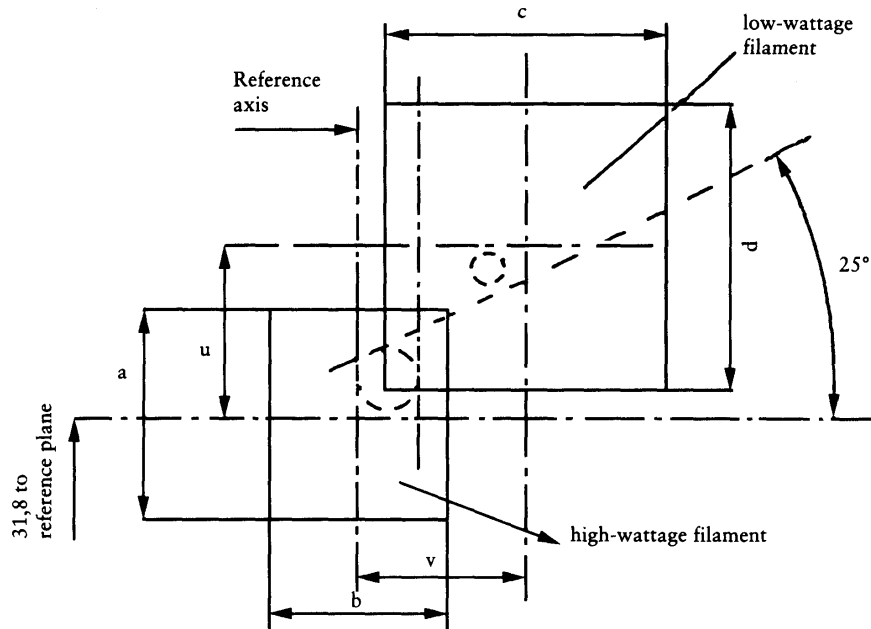 c
low-wattage
filament
Reference
axis
d
25°
u
a
31,8 to
reference plane
high-wattage filament
v
b